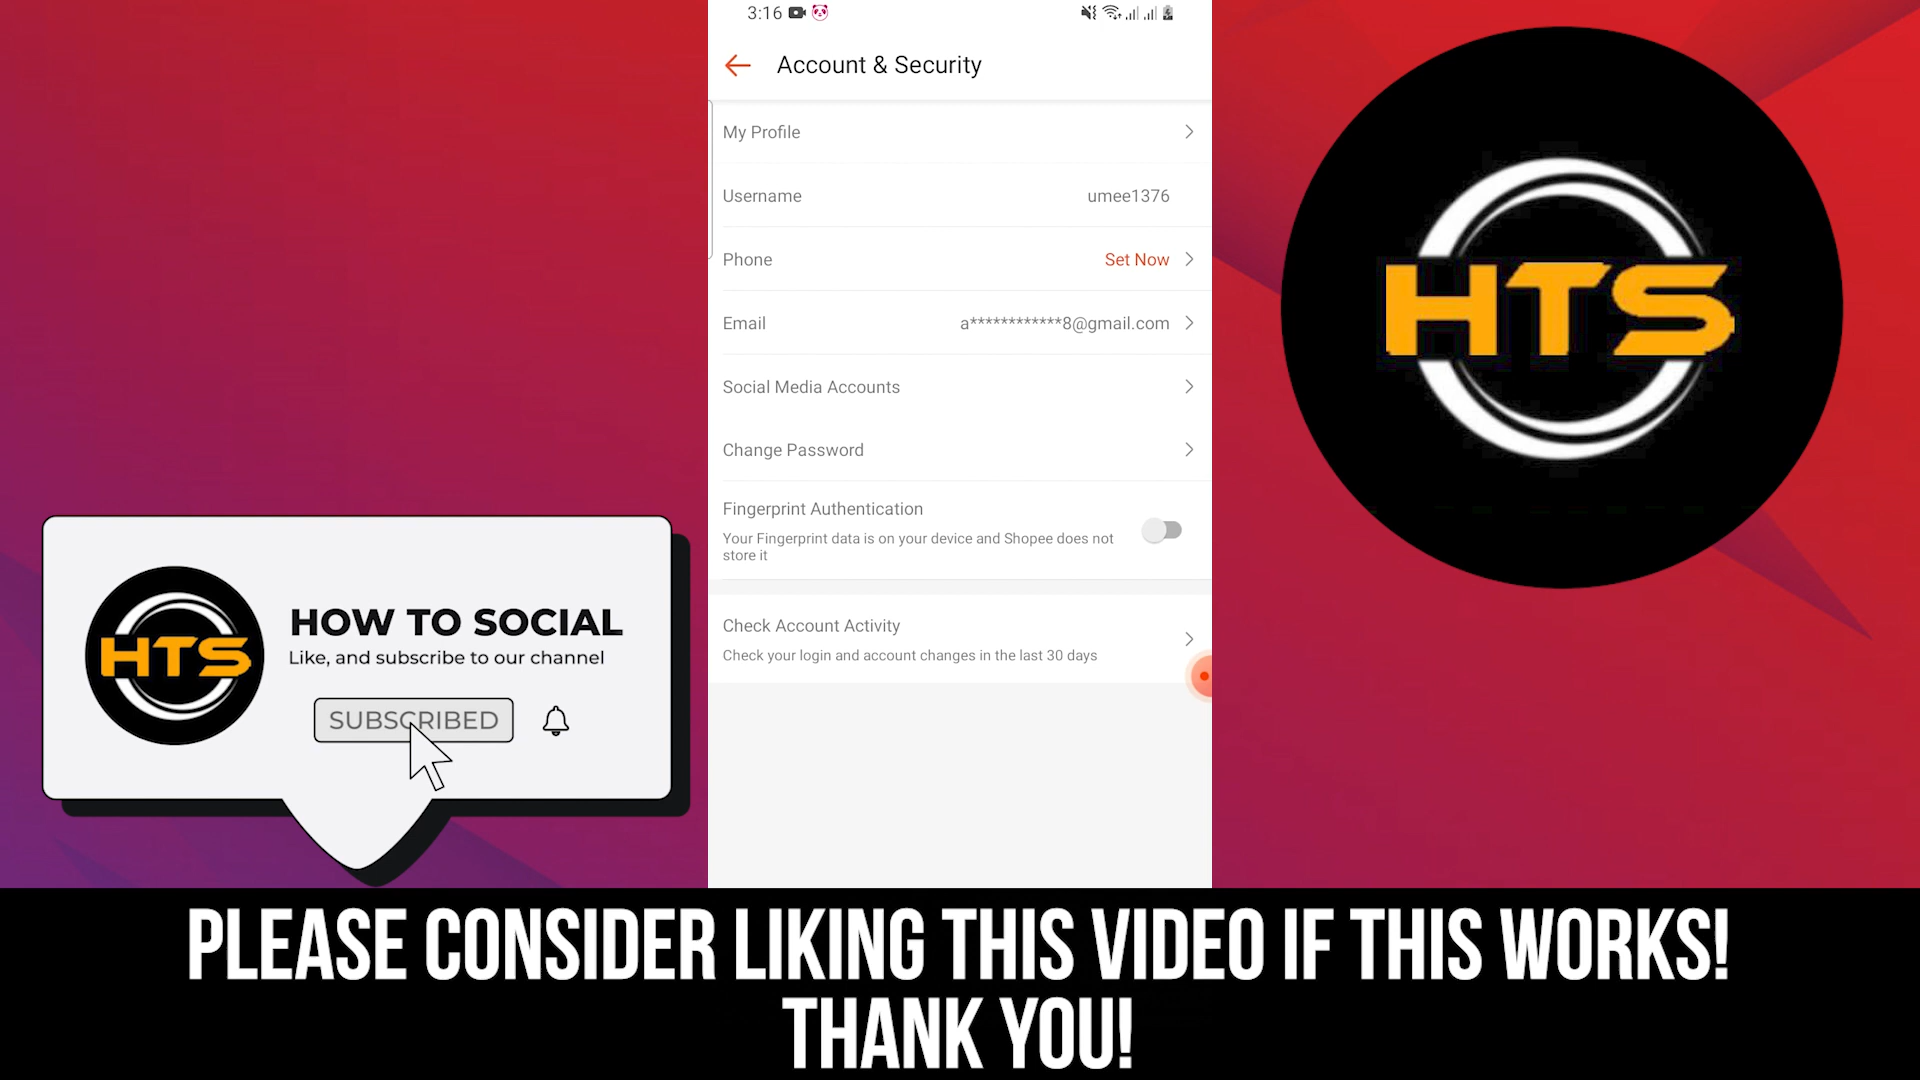 3:16
Account & Security
My Profile
Username umee1376
Phone Set Now
Email a************8@gmail.com
Social Media Accounts
Change Password
Fingerprint Authentication
Your Fingerprint data is on your device and Shopee does not
store it
Check Account Activity
Check your login and account changes in the last 30 days
HTS
HTS
HOW TO SOCIAL
Like, and subscribe to our channel
SUBSCRIBED
PLEASE CONSIDER LIKING THIS VIDEO IF THIS WORKS!
THANK YOU!